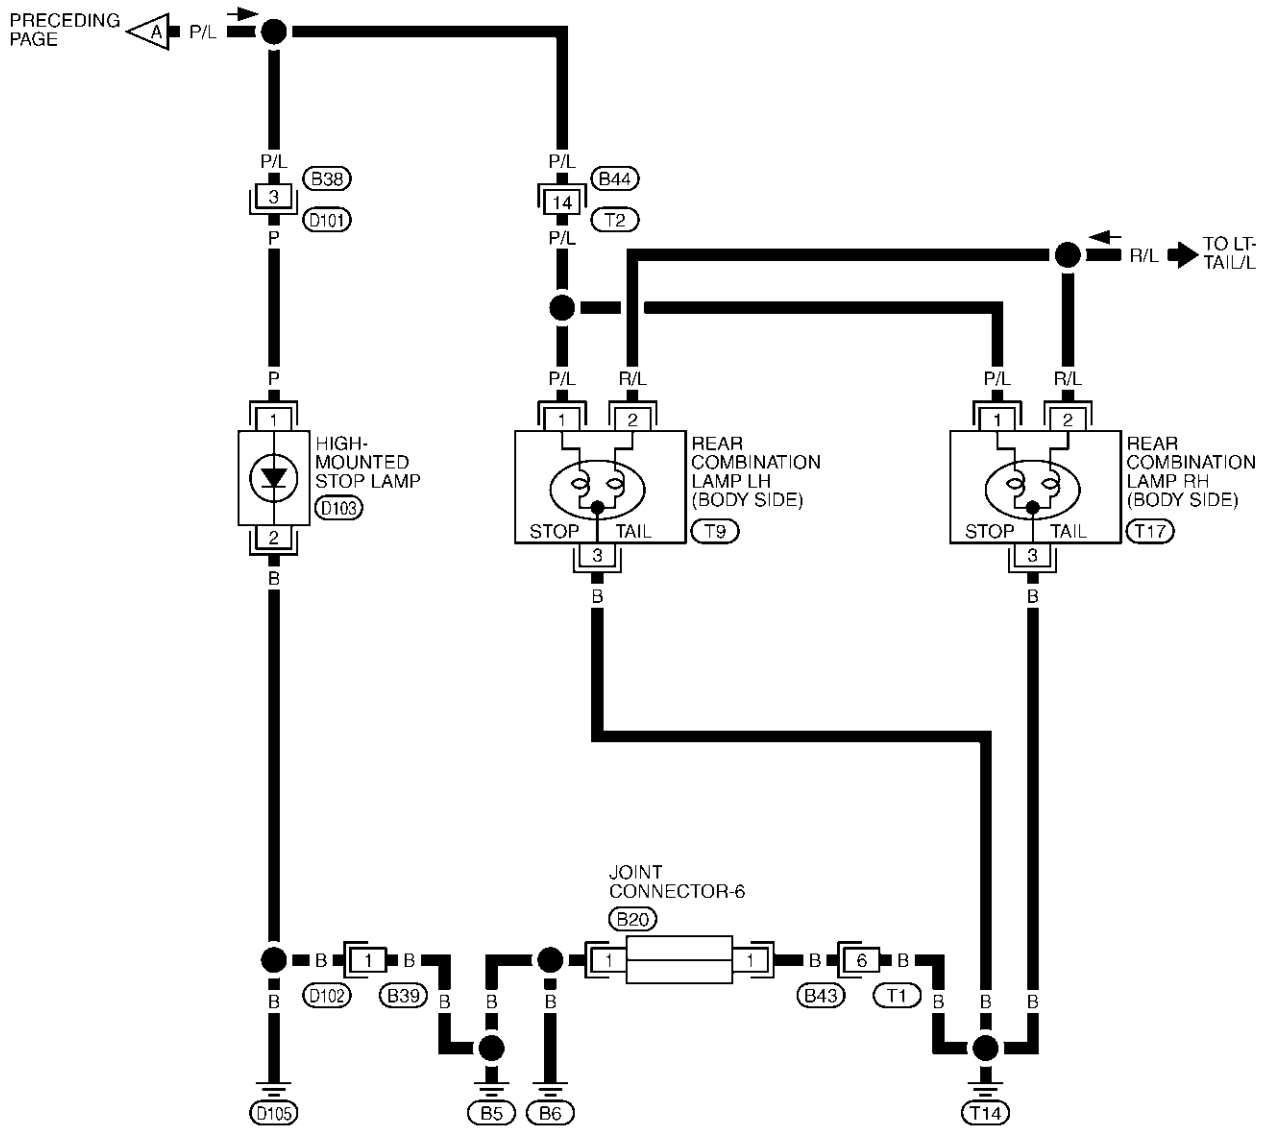 PRECEDING
PAGE
A
P/L
P/L
B38
3
D101
P
P/L
B44
14
T2
P/L
R/L
TO LT-
TAIL/L
P
P/L
R/L
P/L
R/L
1
1
2
1
2
HIGH-
MOUNTED
STOP LAMP
D103
2
B
REAR
COMBINATION
LAMP LH
(BODY SIDE)
STOP TAIL
T9
3
B
REAR
COMBINATION
LAMP RH
(BODY SIDE)
STOP TAIL
T17
3
B
JOINT
CONNECTOR-6
B20
B
1
B
1
1
B
6
B
D102
B39
B43
T1
B
B
B
B
B
B
B
D105
B5
B6
T14